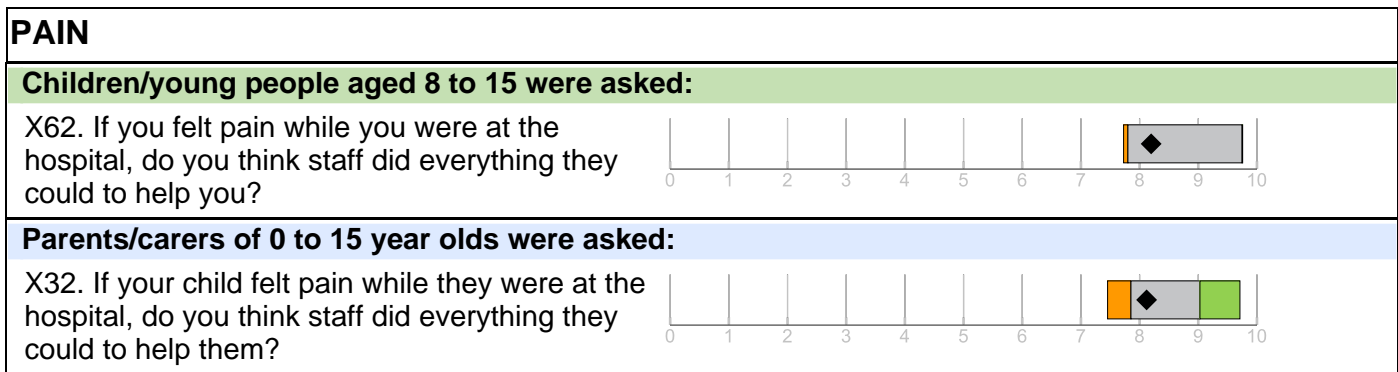 PAIN
Children/young people aged 8 to 15 were asked:
X62. If you felt pain while you were at the
hospital, do you think staff did everything they
could to help you?
0 1 2 3 4 5 6 7 8 9 10
Parents/carers of 0 to 15 year olds were asked:
X32. If your child felt pain while they were at the
hospital, do you think staff did everything they
could to help them?
0 1 2 3 4 5 6 7 8 9 10